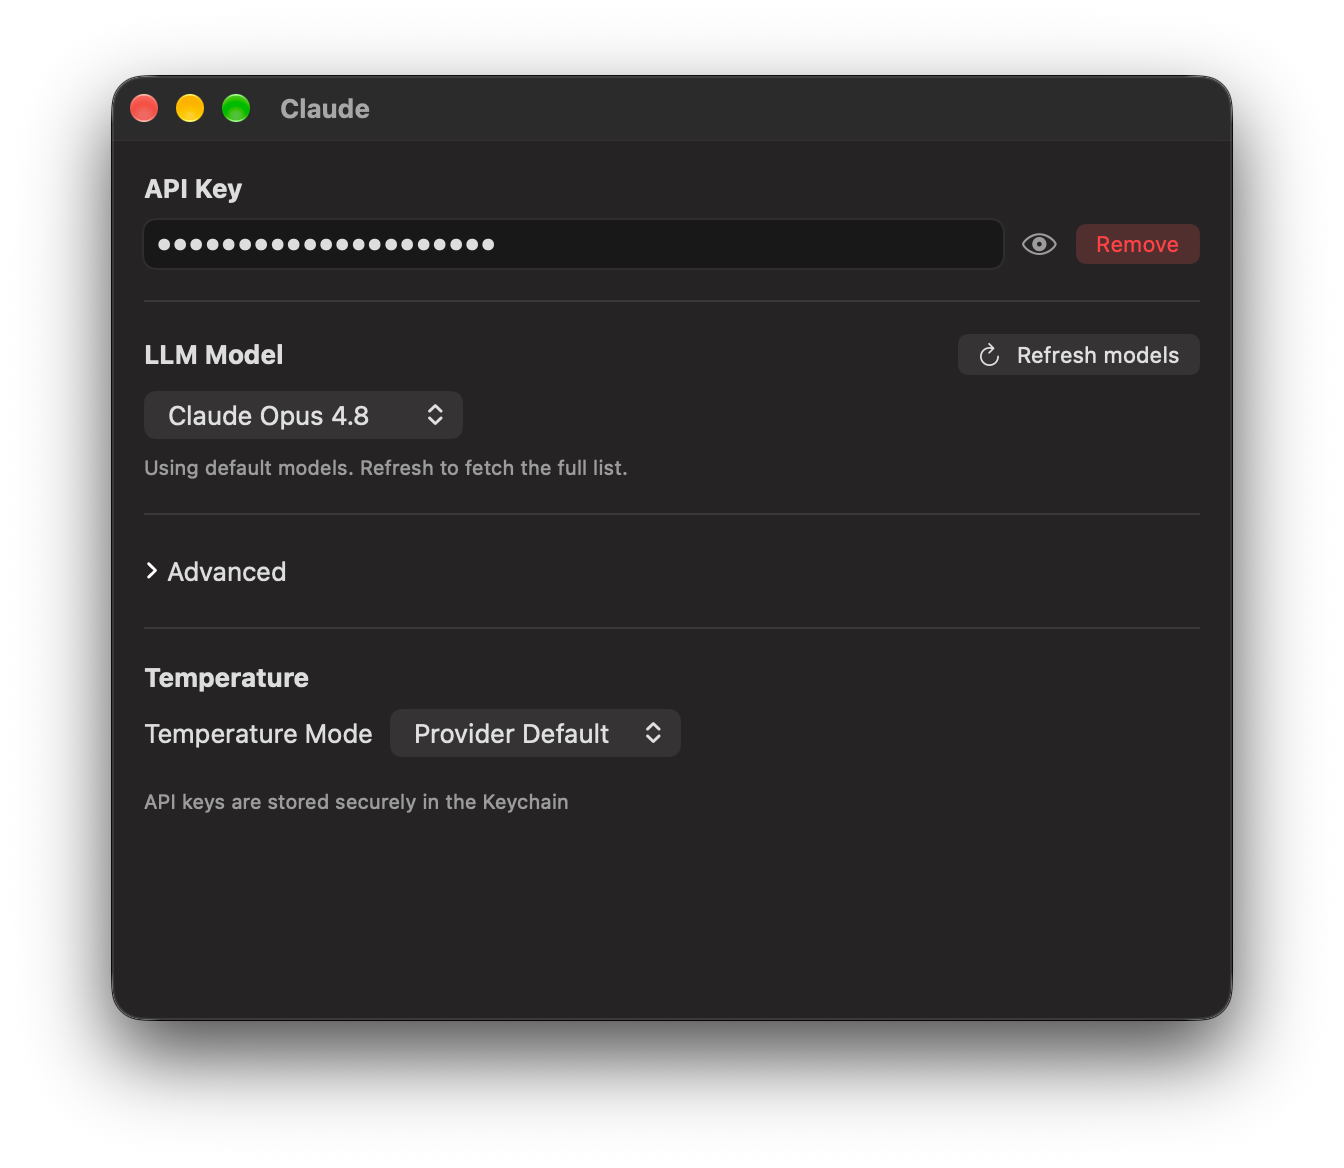 Claude
API Key
●●●●●●●●●●●●●●●●●●●●●
Remove
LLM Model
Refresh models
Claude Opus 4.8
Using default models. Refresh to fetch the full list.
Advanced
Temperature
Temperature Mode Provider Default
API keys are stored securely in the Keychain